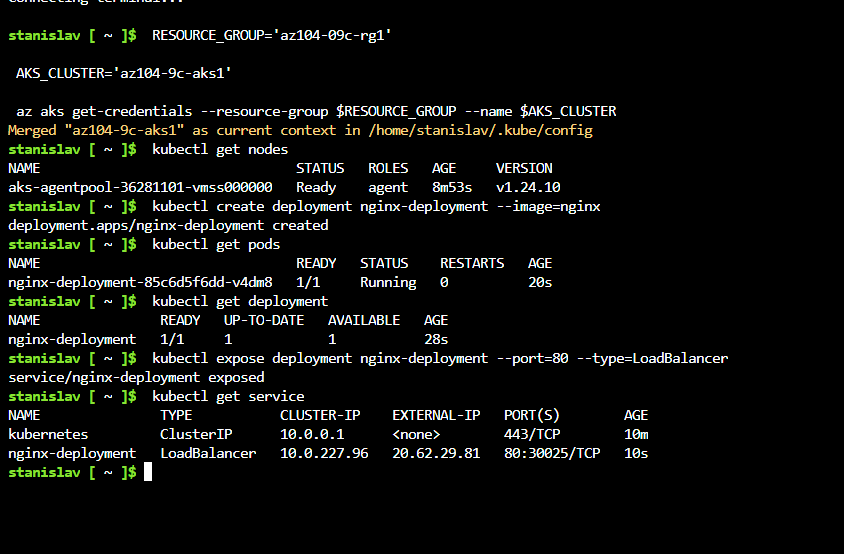 connecting terminal...
stanislav [ ~ ]$ RESOURCE_GROUP='az104-09c-rg1'
AKS_CLUSTER='az104-9c-aks1'
az aks get-credentials --resource-group $RESOURCE_GROUP --name $AKS_CLUSTER
Merged "az104-9c-aks1" as current context in /home/stanislav/.kube/config
stanislav [ ~ ]$ kubectl get nodes
NAME STATUS ROLES AGE VERSION
aks-agentpool-36281101-vmss000000 Ready agent 8m53s v1.24.10
stanislav [ ~ ]$ kubectl create deployment nginx-deployment --image=nginx
deployment.apps/nginx-deployment created
stanislav [ ~ ]$ kubectl get pods
NAME READY STATUS RESTARTS AGE
nginx-deployment-85c6d5f6dd-v4dm8 1/1 Running 0 20s
stanislav [ ~ ]$ kubectl get deployment
NAME READY UP-TO-DATE AVAILABLE AGE
nginx-deployment 1/1 1 1 28s
stanislav [ ~ ]$ kubectl expose deployment nginx-deployment --port=80 --type=LoadBalancer
service/nginx-deployment exposed
stanislav [ ~ ]$ kubectl get service
NAME TYPE CLUSTER-IP EXTERNAL-IP PORT(S) AGE
kubernetes ClusterIP 10.0.0.1 <none> 443/TCP 10m
nginx-deployment LoadBalancer 10.0.227.96 20.62.29.81 80:30025/TCP 10s
stanislav [ ~ ]$